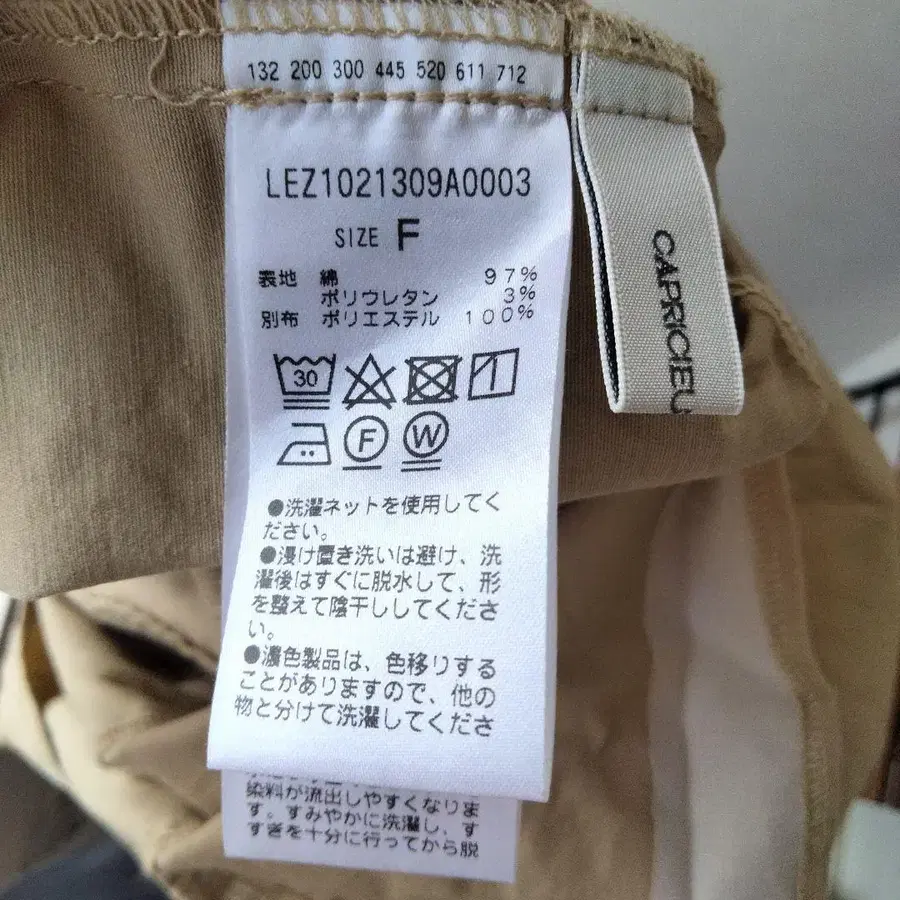 132 200 300 445 520 611 712
LEZ1021309A0003
SIZE F
表地 綿 97%
ポリウレタン 3%
別布 ポリエステル 100%
30
F W
●洗濯ネットを使用してく
ださい。
●浸け置き洗いは避け、洗
濯後はすぐに脱水して、形
を整えて陰干ししてくださ
い。
●濃色製品は、色移りする
ことがありますので、他の
物と分けて洗濯してくださ
染料が流出しやすくなりま
す。すみやかに洗濯し、す
すぎを十分に行ってから脱
CAPRICIEU